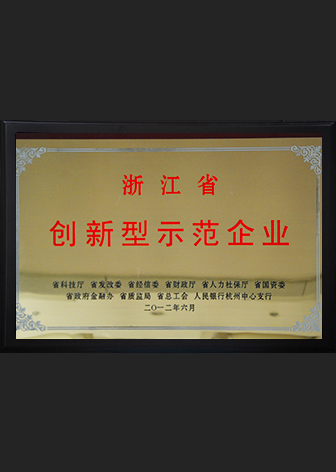 浙江省
创新型示范企业
省科技厅 省发改委 省经信委 省财政厅 省人力社保厅 省国资委
省政府金融办 省质监局 省总工会 人民银行杭州中心支行
二〇一二年六月